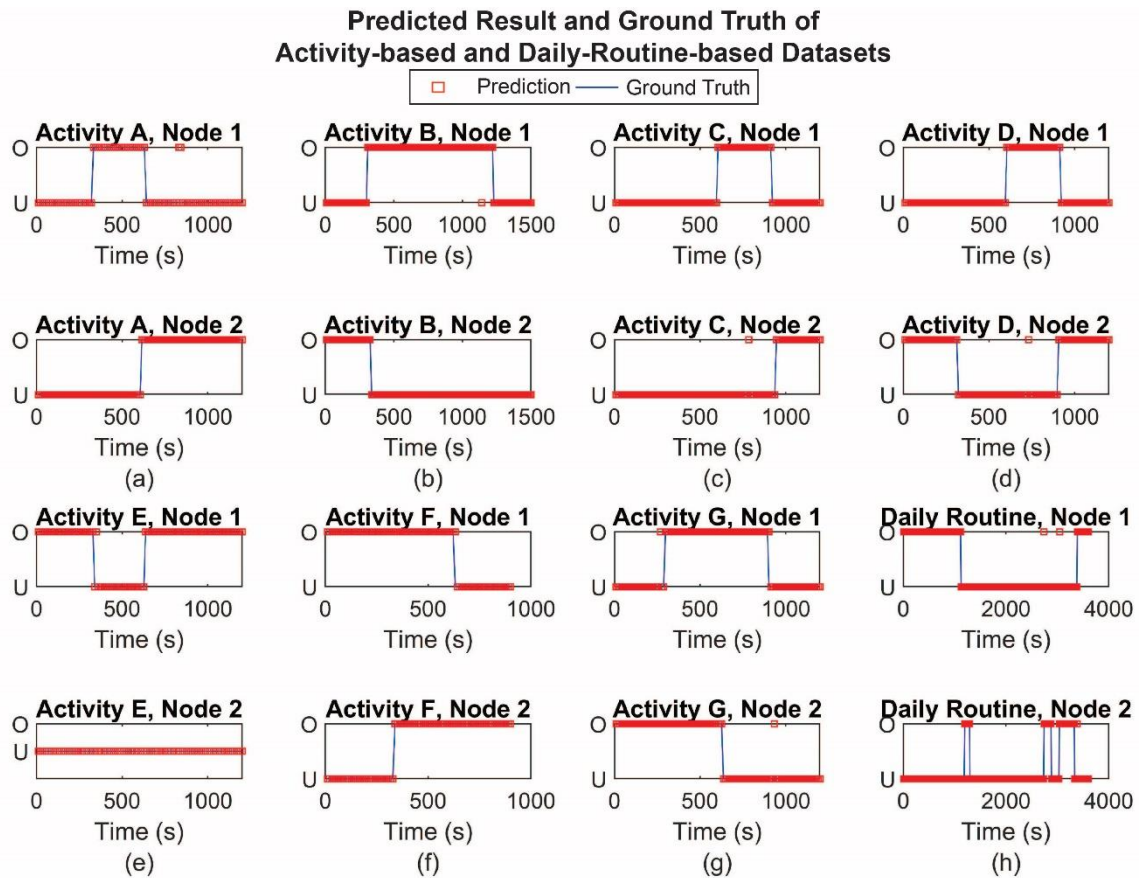 Predicted Result and Ground Truth of
Activity-based and Daily-Routine-based Datasets
Prediction Ground Truth
Activity A, Node 1
O
U
0 500 1000
Time (s)
Activity B, Node 1
0 500 1000 1500
Time (s)
Activity C, Node 1
O
U
0 500 1000
Time (s)
Activity D, Node 1
O
U
0 500 1000
Time (s)
Activity A, Node 2
O
U
0 500 1000
Time (s)
(a)
Activity B, Node 2
O
U
0 500 1000 1500
Time (s)
(b)
Activity C, Node 2
O
U
0 500 1000
Time (s)
(c)
Activity D, Node 2
O
U
0 500 1000
Time (s)
(d)
Activity E, Node 1
O
U
0 500 1000
Time (s)
Activity F, Node 1
O
U
0 500 1000
Time (s)
Activity G, Node 1
O
U
0 500 1000
Time (s)
Daily Routine, Node 1
O
U
0 2000 4000
Time (s)
Activity E, Node 2
O
U
0 500 1000
Time (s)
(e)
Activity F, Node 2
O
U
0 500 1000
Time (s)
(f)
Activity G, Node 2
O
U
0 500 1000
Time (s)
(g)
Daily Routine, Node 2
O
U
0 2000 4000
Time (s)
(h)